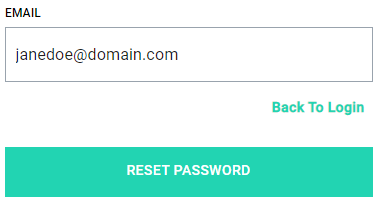 EMAIL
janedoe@domain.com
Back To Login
RESET PASSWORD